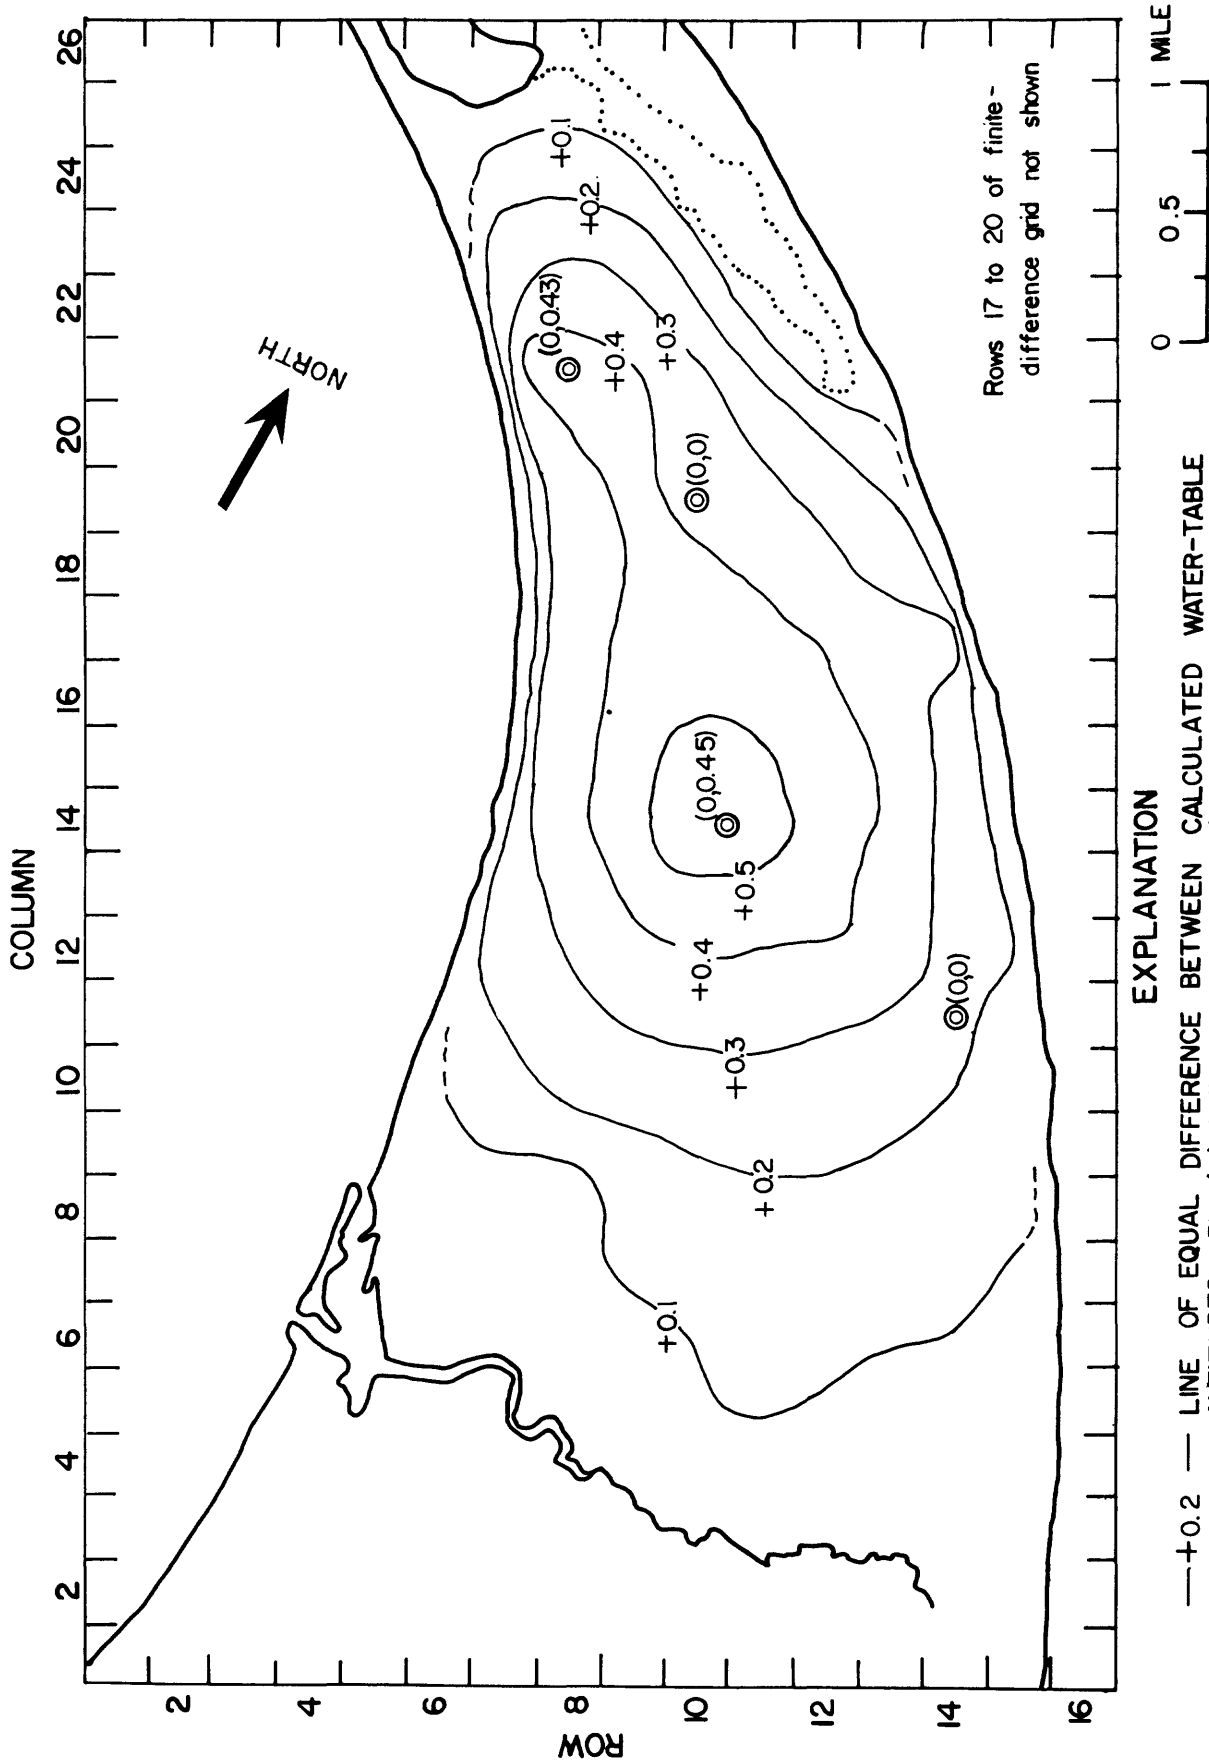 COLUMN
2 4 6 8 10 12 14 16 18 20 22 24 26
ROW
2
4
6
8
10
12
14
16
NORTH
+0.1
+0.2
+0.3
+0.4
+0.5
+0.4
+0.3
+0.2.
+0.1
(0,0.43)
(0,0)
(0,0.45)
(0,0)
Rows 17 to 20 of finite-
difference grid not shown
0 0.5 1 MILE
EXPLANATION
—+0.2 — LINE OF EQUAL DIFFERENCE BETWEEN CALCULATED WATER-TABLE